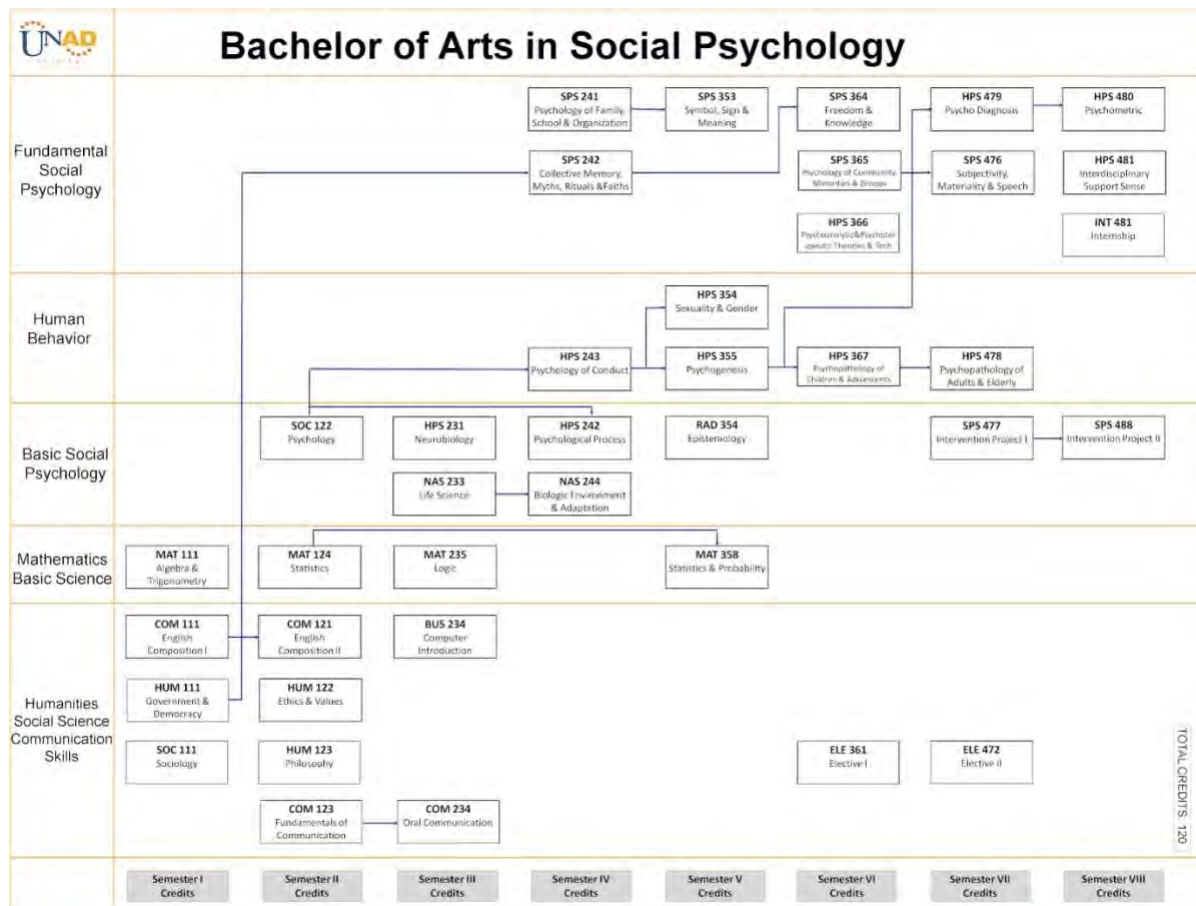 UNAD
Bachelor of Arts in Social Psychology
Fundamental
Social
Psychology
SPS 241
Psychology of Family,
School & Organization
SPS 353
Symbol, Sign &
Meaning
SPS 364
Freedom &
Knowledge
HPS 479
Psycho Diagnosis
HPS 480
Psychometric
SPS 242
Collective Memory,
Myths, Rituals &Faiths
SPS 365
Psychology of Community,
Minorities & Groups
SPS 476
Subjectivity,
Materiality & Speech
HPS 481
Interdisciplinary
Support Sense
HPS 366
Theories & Tech
INT 481
Internship
Human
Behavior
HPS 354
Sexuality & Gender
HPS 243
Psychology of Conduct
HPS 355
Psychogenesis
HPS 367
Psychopathology of
Children & Adolescents
HPS 478
Psychopathology of
Adults & Elderly
Basic Social
Psychology
SOC 122
Psychology
HPS 231
Neurobiology
HPS 242
Psychological Process
RAD 354
Epistemology
SPS 477
Intervention Project I
SPS 488
Intervention Project II
NAS 233
Life Science
NAS 244
Biologic Environment
& Adaptation
Mathematics
Basic Science
MAT 111
Algebra &
Trigonometry
MAT 124
Statistics
MAT 235
Logic
MAT 358
Statistics & Probability
Humanities
Social Science
Communication
Skills
COM 111
English
Composition I
COM 121
English
Composition II
BUS 234
Computer
Introduction
HUM 111
Government &
Democracy
HUM 122
Ethics & Values
SOC 111
Sociology
HUM 123
Philosophy
ELE 361
Elective I
ELE 472
Elective II
COM 123
Fundamentals of
Communication
COM 234
Oral Communication
TOTAL CREDITS 120
Semester I
Credits
Semester II
Credits
Semester III
Credits
Semester IV
Credits
Semester V
Credits
Semester VI
Credits
Semester VII
Credits
Semester VIII
Credits